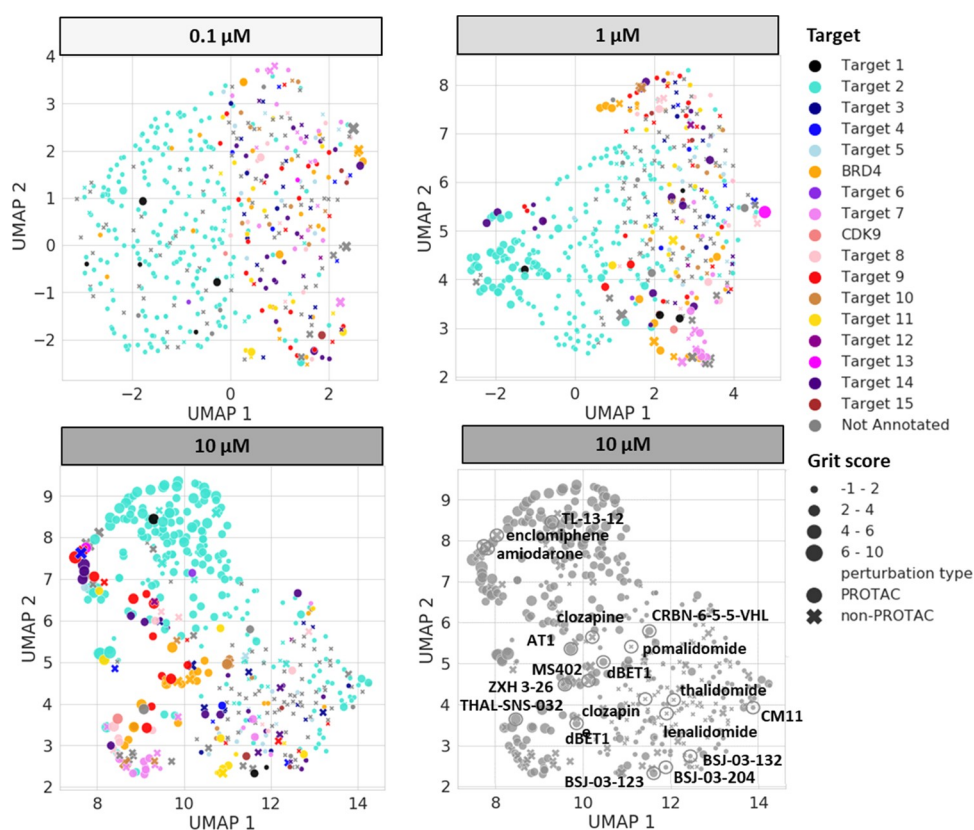 0.1 µM
4
3
2
1
0
−1
−2
UMAP 2
0
2
UMAP 1
1 µM
8
7
6
5
4
3
2
UMAP 2
0
2
4
UMAP 1
Target
Target 1
Target 2
Target 3
Target 4
Target 5
BRD4
Target 6
Target 7
CDK9
Target 8
Target 9
Target 10
Target 11
Target 12
Target 13
Target 14
Target 15
Not Annotated
Grit score
-1 - 2
2 - 4
4 - 6
6 - 10
perturbation type
PROTAC
non-PROTAC
10 µM
9
8
7
6
5
4
3
2
UMAP 2
8
10
12
14
UMAP 1
10 µM
9
8
7
6
5
4
3
2
UMAP 2
TL-13-12
enclomiphene
amiodarone
clozapine
CRBN-6-5-5-VHL
AT1
pomalidomide
MS402
dBET1
ZXH 3-26
thalidomide
THAL-SNS-032
clozapin
CM11
lenalidomide
dBET1
BSJ-03-132
BSJ-03-204
BSJ-03-123
8
10
12
14
UMAP 1